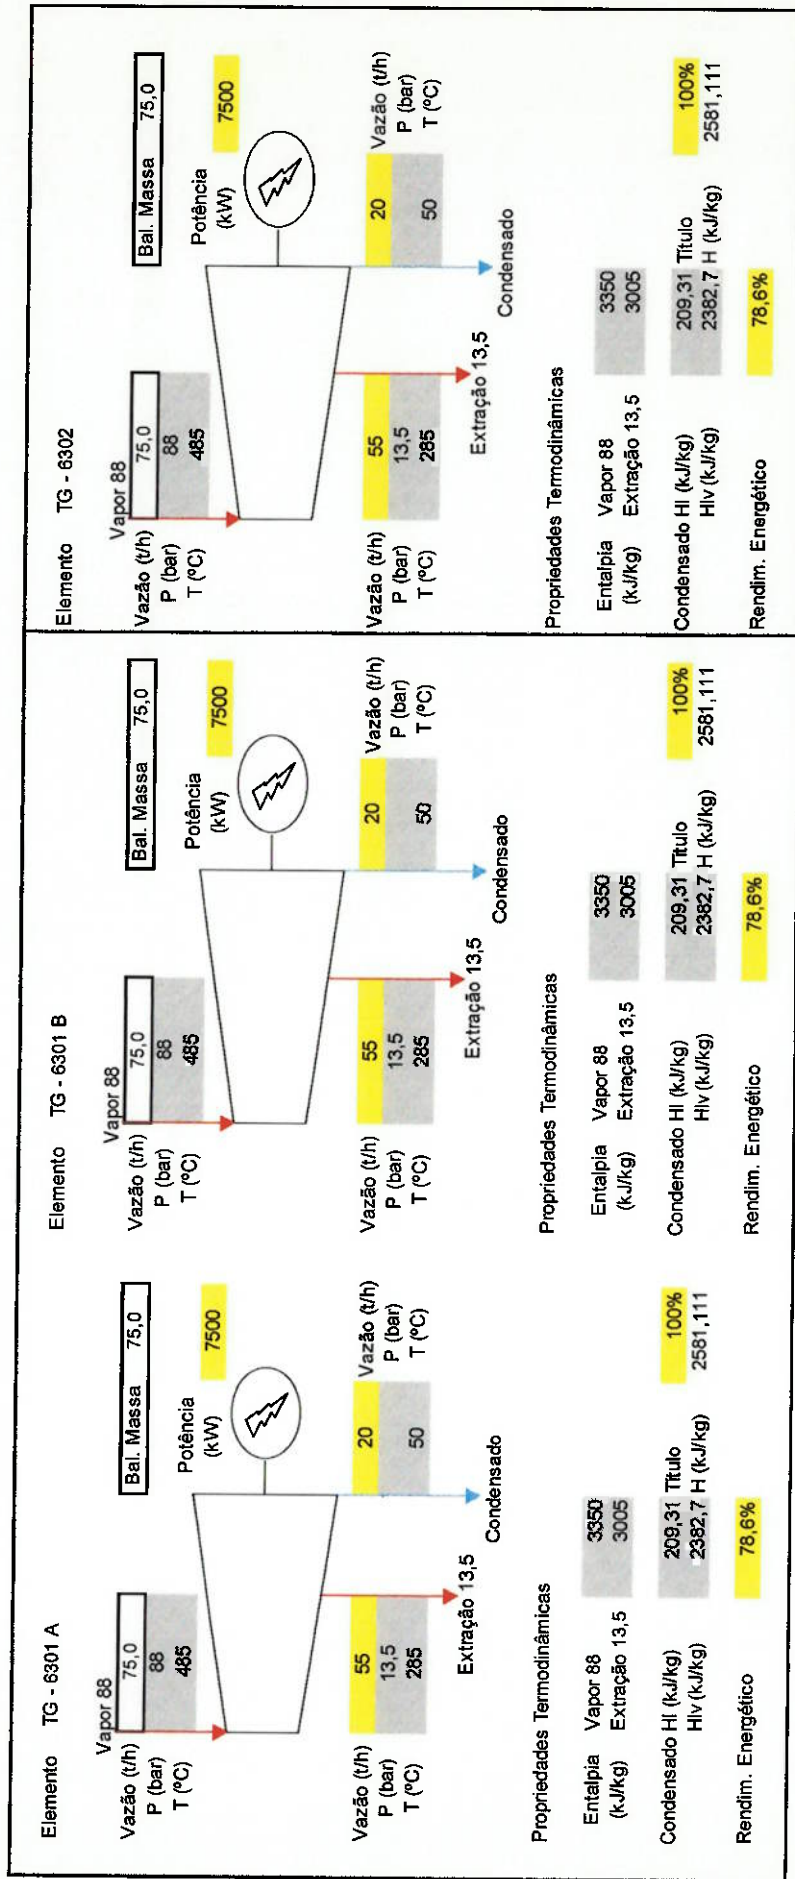 Elemento TG - 6301 A
Bal. Massa 75,0
Vapor 88
Vazão (t/h) 75,0
P (bar) 88
T (ºC) 485
Potência
(kW)
7500
Vazão (t/h) 55
P (bar) 13,5
T (ºC) 285
20 Vazão (t/h)
P (bar)
50 T (ºC)
Extração 13,5
Condensado
Propriedades Termodinâmicas
Entalpia Vapor 88 3350
(kJ/kg) Extração 13,5 3005
Condensado Hl (kJ/kg) 209,31 Título 100%
Hlv (kJ/kg) 2382,7 H (kJ/kg) 2581,111
Rendim. Energético 78,6%
Elemento TG - 6301 B
Bal. Massa 75,0
Vapor 88
Vazão (t/h) 75,0
P (bar) 88
T (ºC) 485
Potência
(kW)
7500
Vazão (t/h) 55
P (bar) 13,5
T (ºC) 285
20 Vazão (t/h)
P (bar)
50 T (ºC)
Extração 13,5
Condensado
Propriedades Termodinâmicas
Entalpia Vapor 88 3350
(kJ/kg) Extração 13,5 3005
Condensado Hl (kJ/kg) 209,31 Título 100%
Hlv (kJ/kg) 2382,7 H (kJ/kg) 2581,111
Rendim. Energético 78,6%
Elemento TG - 6302
Bal. Massa 75,0
Vapor 88
Vazão (t/h) 75,0
P (bar) 88
T (ºC) 485
Potência
(kW)
7500
Vazão (t/h) 55
P (bar) 13,5
T (ºC) 285
20 Vazão (t/h)
P (bar)
50 T (ºC)
Extração 13,5
Condensado
Propriedades Termodinâmicas
Entalpia Vapor 88 3350
(kJ/kg) Extração 13,5 3005
Condensado Hl (kJ/kg) 209,31 Título 100%
Hlv (kJ/kg) 2382,7 H (kJ/kg) 2581,111
Rendim. Energético 78,6%